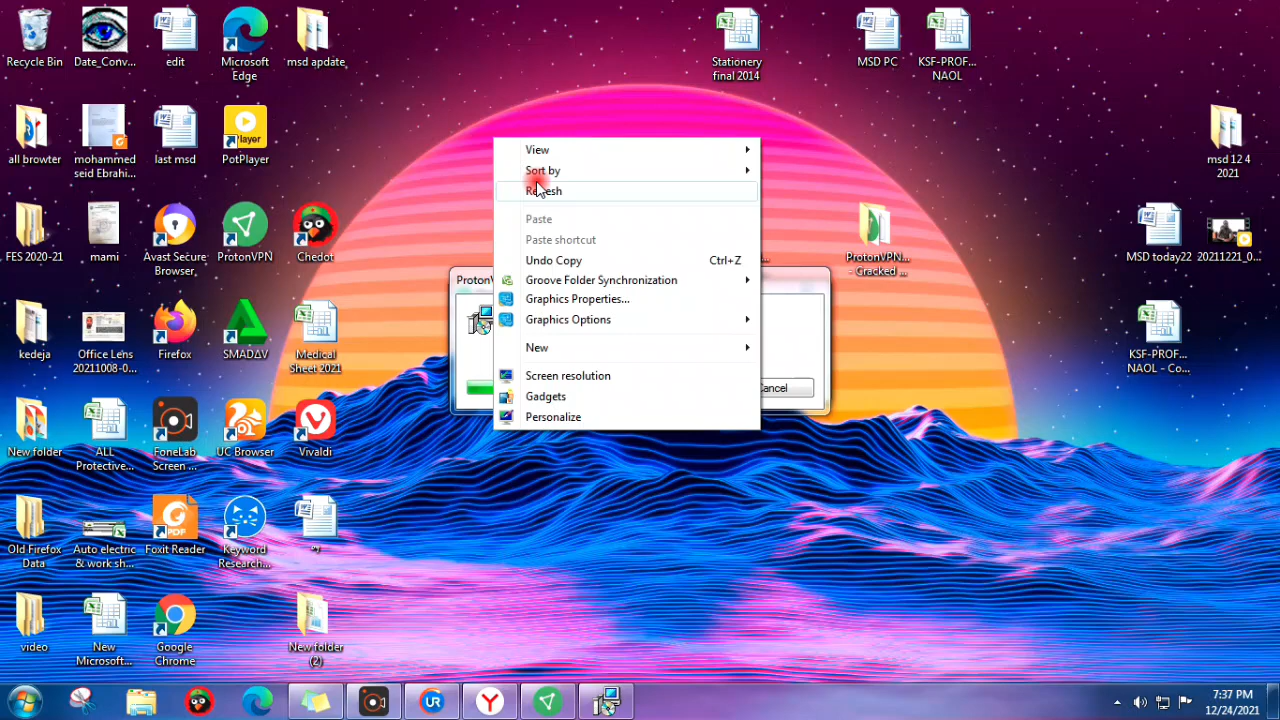 Recycle Bin
Date_Conv...
edit
Microsoft
Edge
msd update
Stationery
final 2014
MSD PC
KSF-PROF...
NAOL
all browter
mohammed
seid Ebrahi...
last msd
Player
PotPlayer
msd 12 4
2021
FES 2020-21
mami
Avast Secure
Browser
ProtonVPN
Chedot
ProtonVPN...
- Cracked ...
MSD today22
20211221_0...
kedeja
Office Lens
20211008-0...
Firefox
SMADΔV
Medical
Sheet 2021
KSF-PROF...
NAOL - Co...
New folder
ALL
Protective...
FoneLab
Screen ...
UC Browser
Vivaldi
Old Firefox
Data
Auto electric
& work sh...
PDF
Foxit Reader
Keyword
Research...
video
New
Microsoft...
Google
Chrome
New folder
(2)
View
Sort by
Refresh
Paste
Paste shortcut
Undo Copy Ctrl+Z
Groove Folder Synchronization
Graphics Properties...
Graphics Options
New
Screen resolution
Gadgets
Personalize
Cancel
UR
7:37 PM
12/24/2021